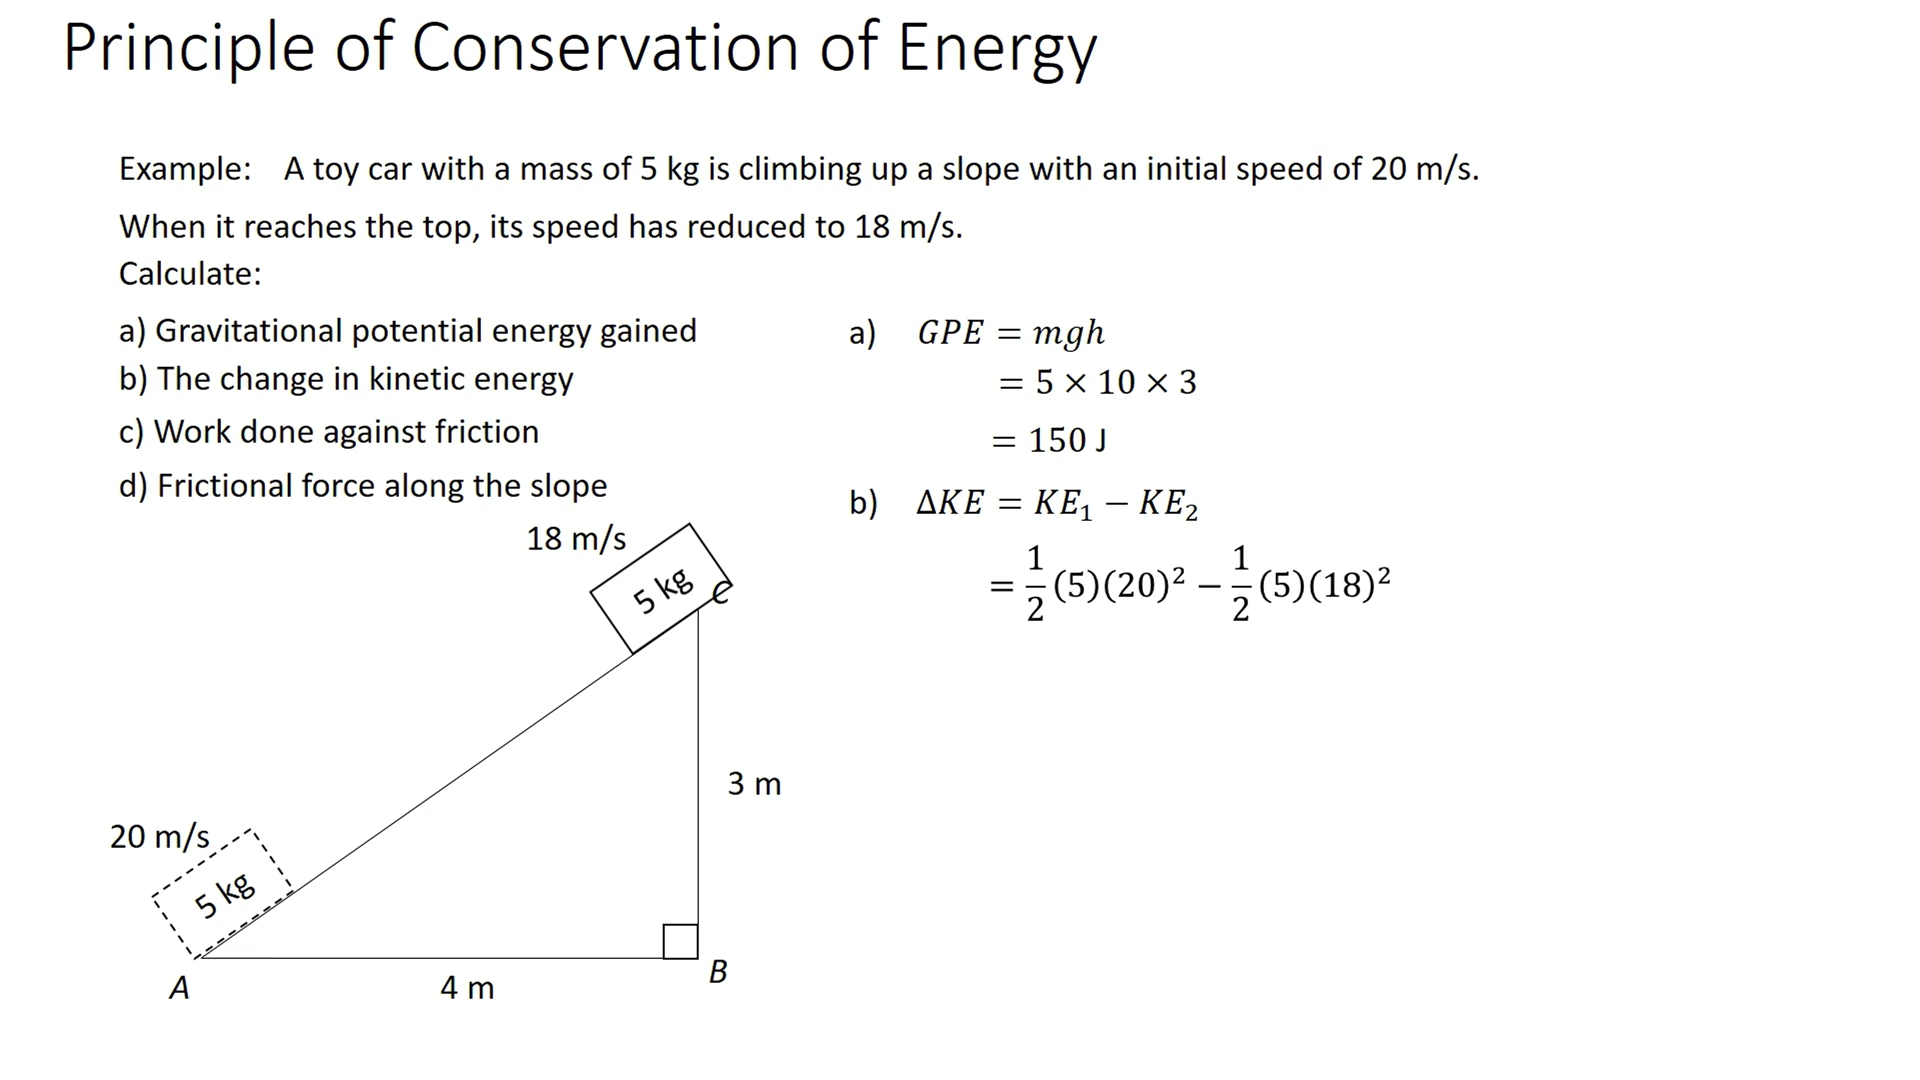 Principle of Conservation of Energy
Example: A toy car with a mass of 5 kg is climbing up a slope with an initial speed of 20 m/s.
When it reaches the top, its speed has reduced to 18 m/s.
Calculate:
a) Gravitational potential energy gained
b) The change in kinetic energy
c) Work done against friction
d) Frictional force along the slope
a) GPE = mgh
= 5 × 10 × 3
= 150 J
b) ΔKE = KE₁ − KE₂
= 1/2 (5)(20)² − 1/2 (5)(18)²
18 m/s
5 kg
C
3 m
20 m/s
5 kg
A
4 m
B